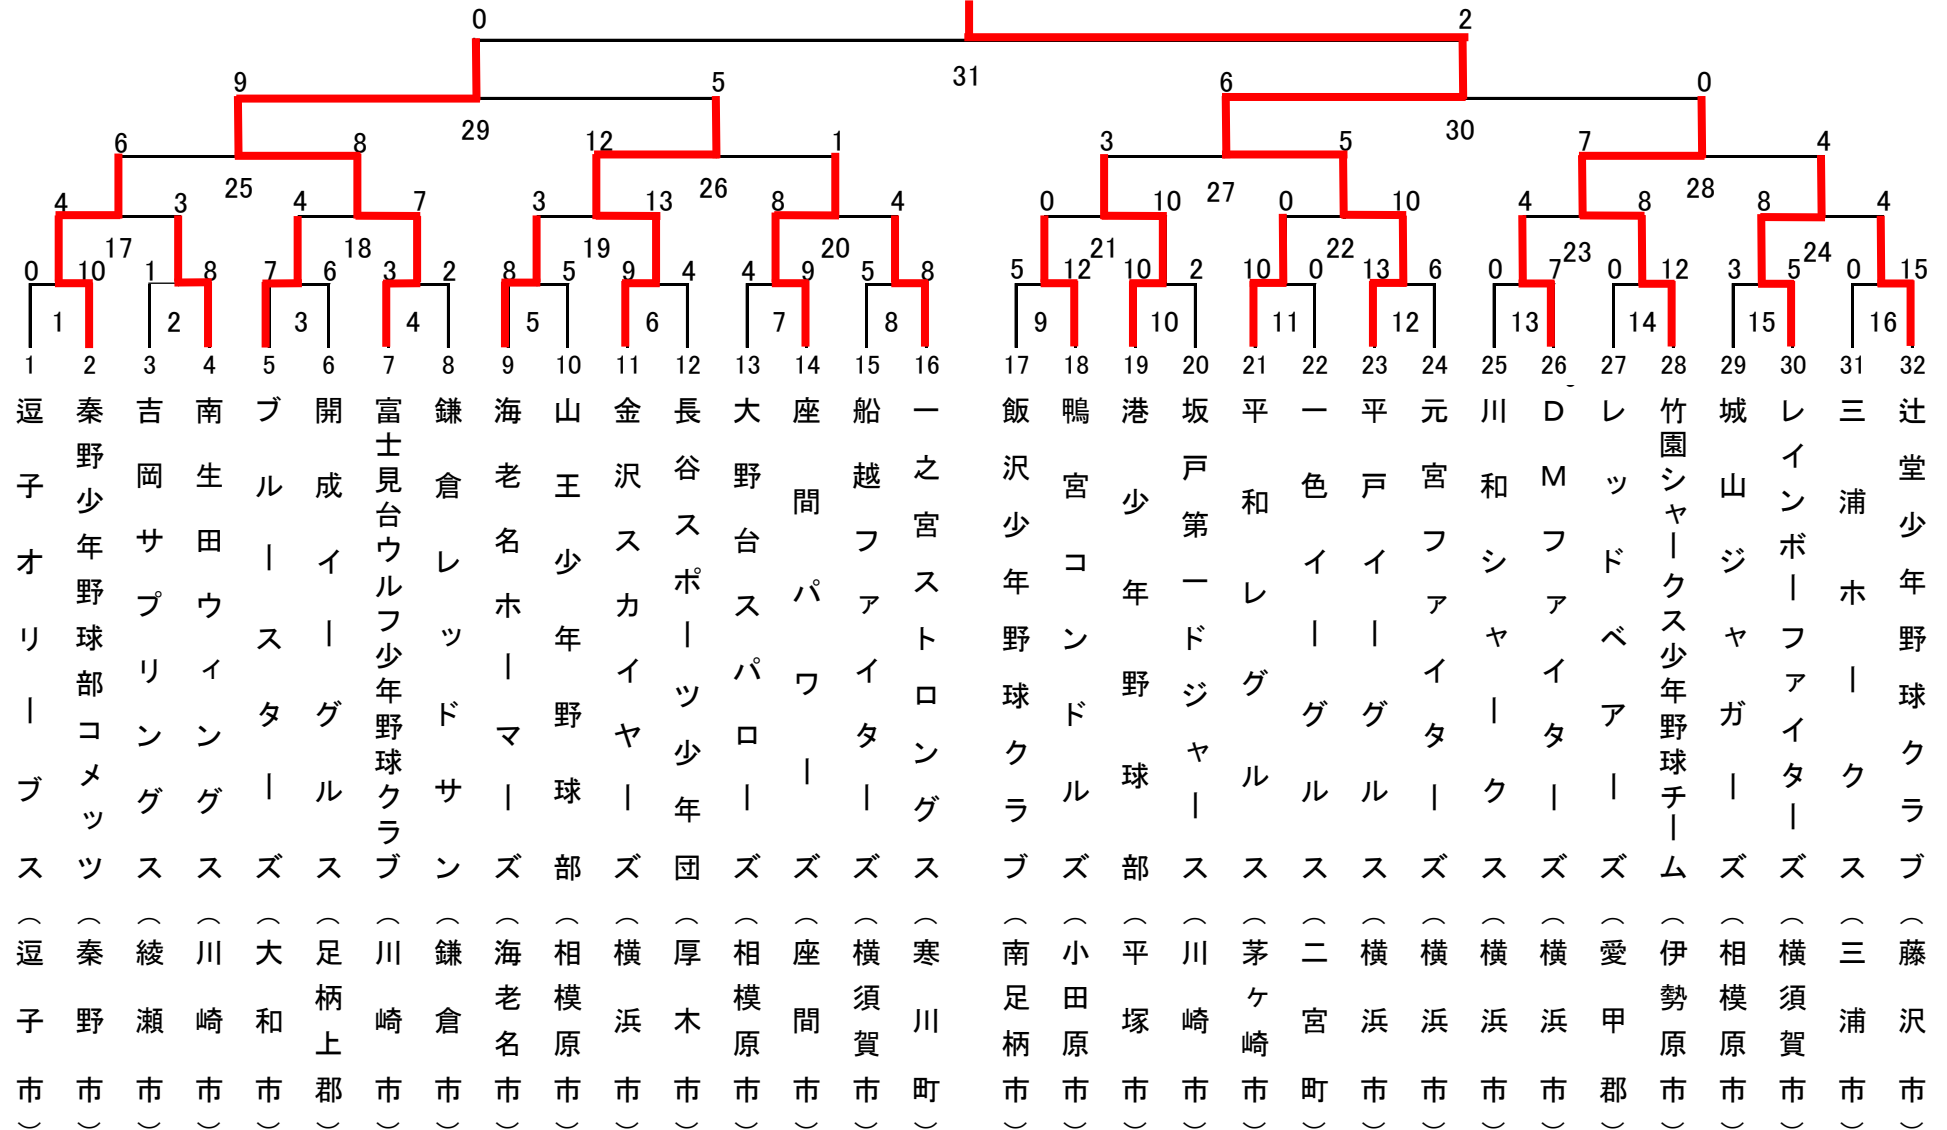 0 2
31
9 5 6 0
29 30
6 8 12 1 3 5 7 4
25 26 27 28
4 3 4 7 3 13 8 4 0 10 0 10 4 8 8 4
17 18 19 20 21 22 23 24
0 10 1 8 7 6 3 2 8 5 9 4 4 9 5 8 5 12 10 2 10 0 13 6 0 7 0 12 3 5 0 15
1 2 3 4 5 6 7 8 9 10 11 12 13 14 15 16
1 2 3 4 5 6 7 8 9 10 11 12 13 14 15 16 17 18 19 20 21 22 23 24 25 26 27 28 29 30 31 32
逗子オリーブス（逗子市）
秦野少年野球部コメッツ（秦野市）
吉岡サプリングス（綾瀬市）
南生田ウィングス（川崎市）
ブルースターズ（大和市）
開成イーグルス（足柄上郡）
富士見台ウルフ少年野球クラブ（川崎市）
鎌倉レッドサン（鎌倉市）
海老名ホーマーズ（海老名市）
山王少年野球部（相模原市）
金沢スカイヤーズ（横浜市）
長谷スポーツ少年団（厚木市）
大野台スパローズ（相模原市）
座間パワーズ（座間市）
船越ファイターズ（横須賀市）
一之宮ストロングス（寒川町）
飯沢少年野球クラブ（南足柄市）
鴨宮コンドルズ（小田原市）
港少年野球部（平塚市）
坂戸第一ドジャース（川崎市）
平和レグルス（茅ヶ崎市）
一色イーグルス（二宮町）
平戸イーグルス（横浜市）
元宮ファイターズ（横浜市）
川和シャークス（横浜市）
DMファイターズ（横浜市）
レッドベアーズ（愛甲郡）
竹園シャークス少年野球チーム（伊勢原市）
城山ジャガーズ（相模原市）
レインボーファイターズ（横須賀市）
三浦ホークス（三浦市）
辻堂少年野球クラブ（藤沢市）